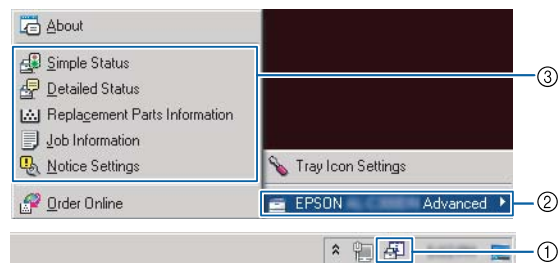 About
Simple Status
③
Detailed Status
Replacement Parts Information
Job Information
Notice Settings
Tray Icon Settings
Order Online
EPSON Advanced
②
①